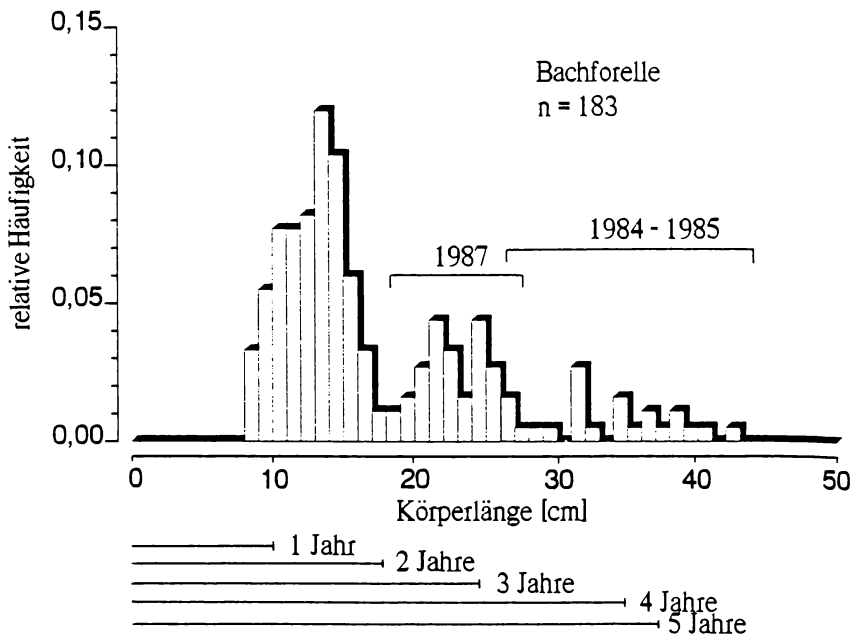 0,15
0,10
0,05
0,00
relative Häufigkeit
Bachforelle
n = 183
1984 - 1985
1987
0 10 20 30 40 50
Körperlänge [cm]
1 Jahr
2 Jahre
3 Jahre
4 Jahre
5 Jahre